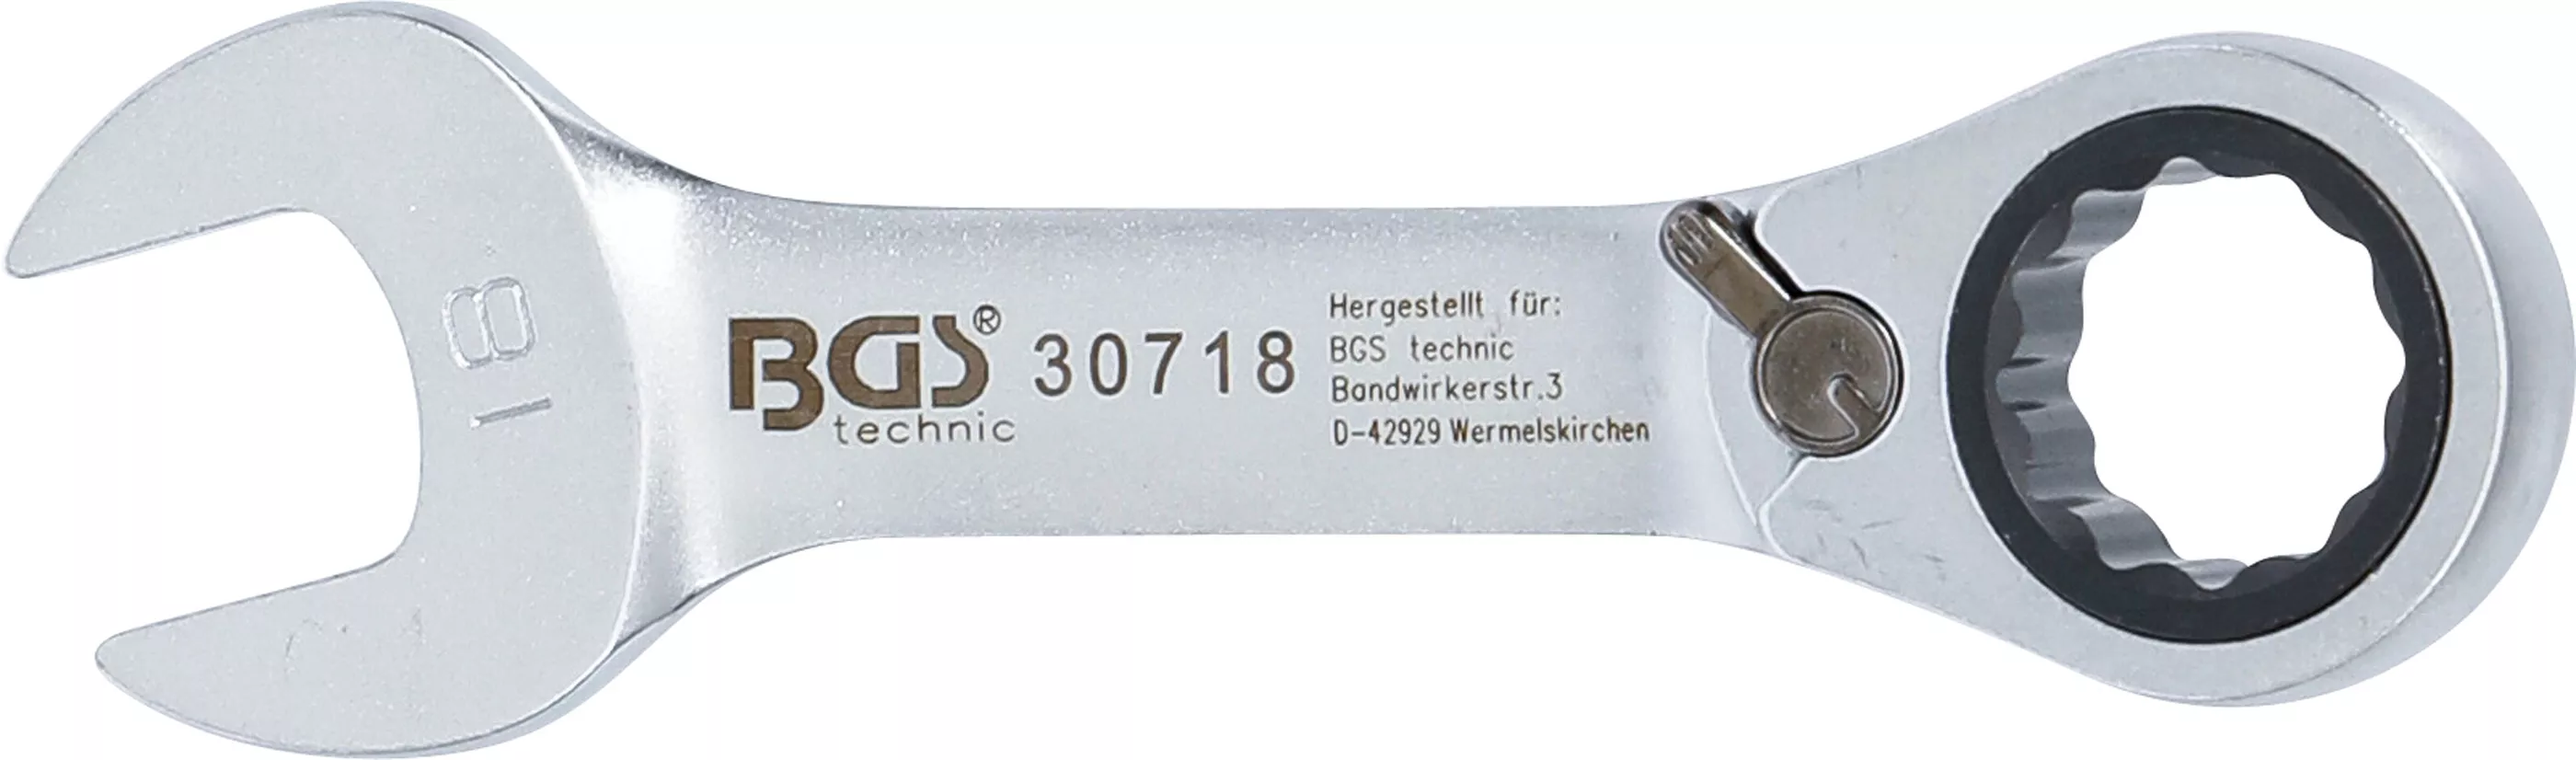 18
BGS®
technic
30718
Hergestellt für:
BGS technic
Bandwirkerstr.3
D-42929 Wermelskirchen